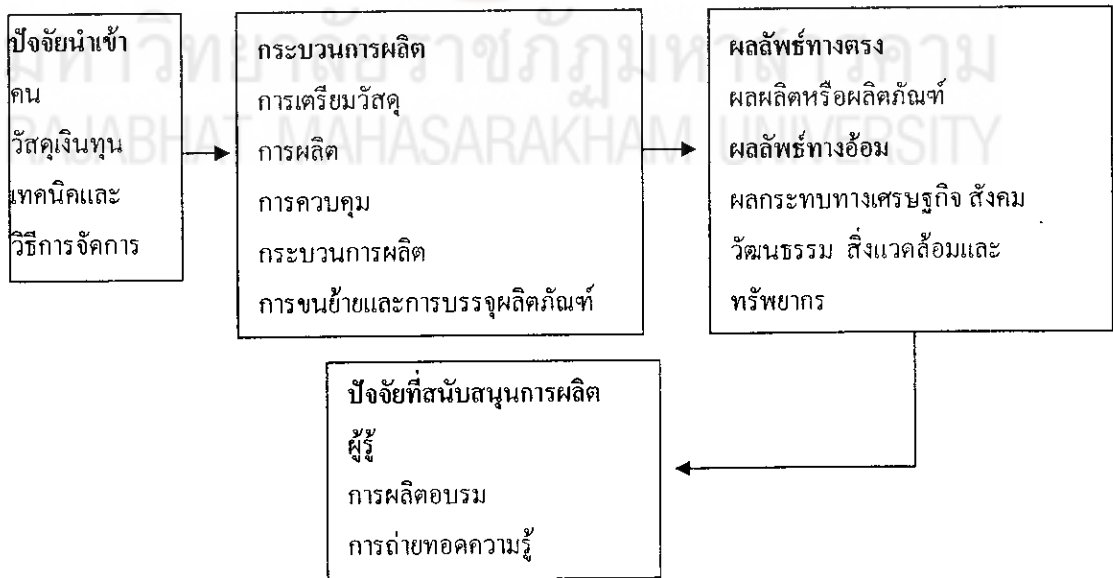 ปัจจัยนำเข้า
คน
วัสดุเงินทุน
เทคนิคและ
วิธีการจัดการ
กระบวนการผลิต
การเตรียมวัสดุ
การผลิต
การควบคุม
กระบวนการผลิต
การขนย้ายและการบรรจุผลิตภัณฑ์
ผลลัพธ์ทางตรง
ผลผลิตหรือผลิตภัณฑ์
ผลลัพธ์ทางอ้อม
ผลกระทบทางเศรษฐกิจ สังคม
วัฒนธรรม สิ่งแวดล้อมและ
ทรัพยากร
ปัจจัยที่สนับสนุนการผลิต
ผู้รู้
การผลิตอบรม
การถ่ายทอดความรู้
มหาวิทยาลัยราชภัฏมหาสารคาม
RAJABHAT MAHASARAKHAM UNIVERSITY